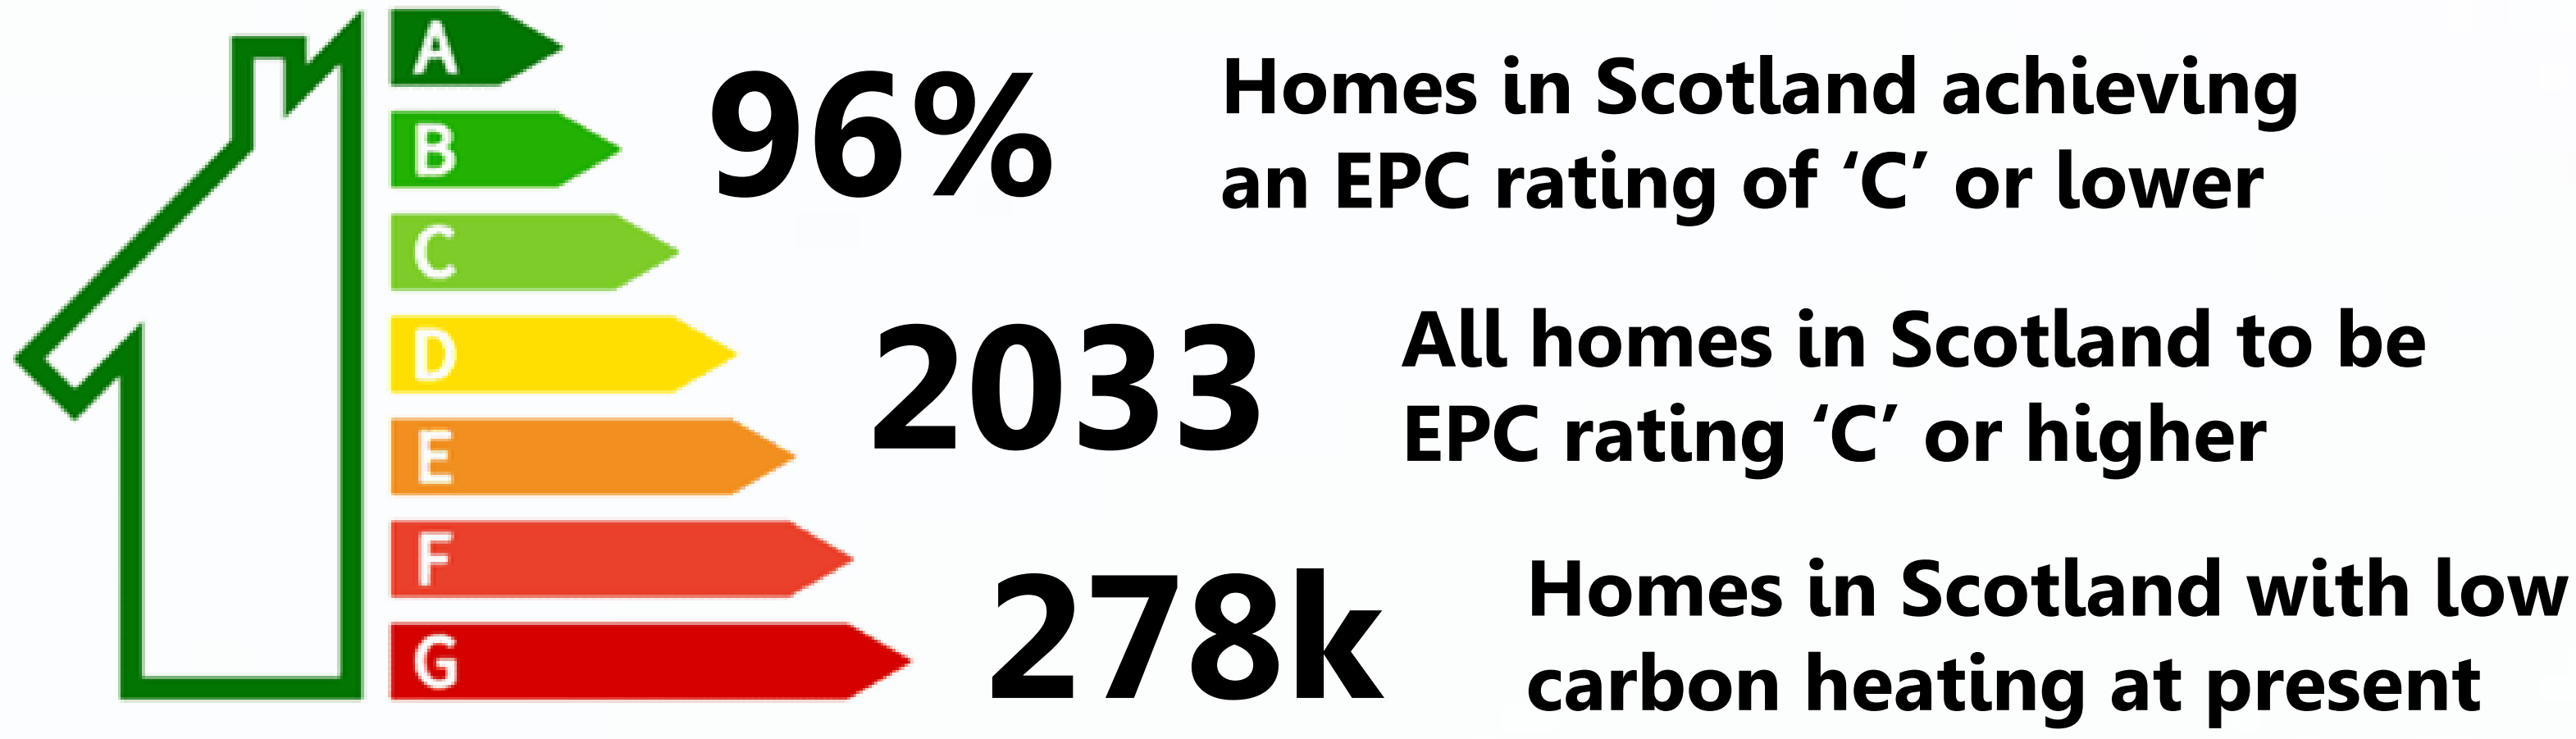 A
B
C
D
E
F
G
96%
Homes in Scotland achieving
an EPC rating of ‘C’ or lower
2033
All homes in Scotland to be
EPC rating ‘C’ or higher
278k
Homes in Scotland with low
carbon heating at present